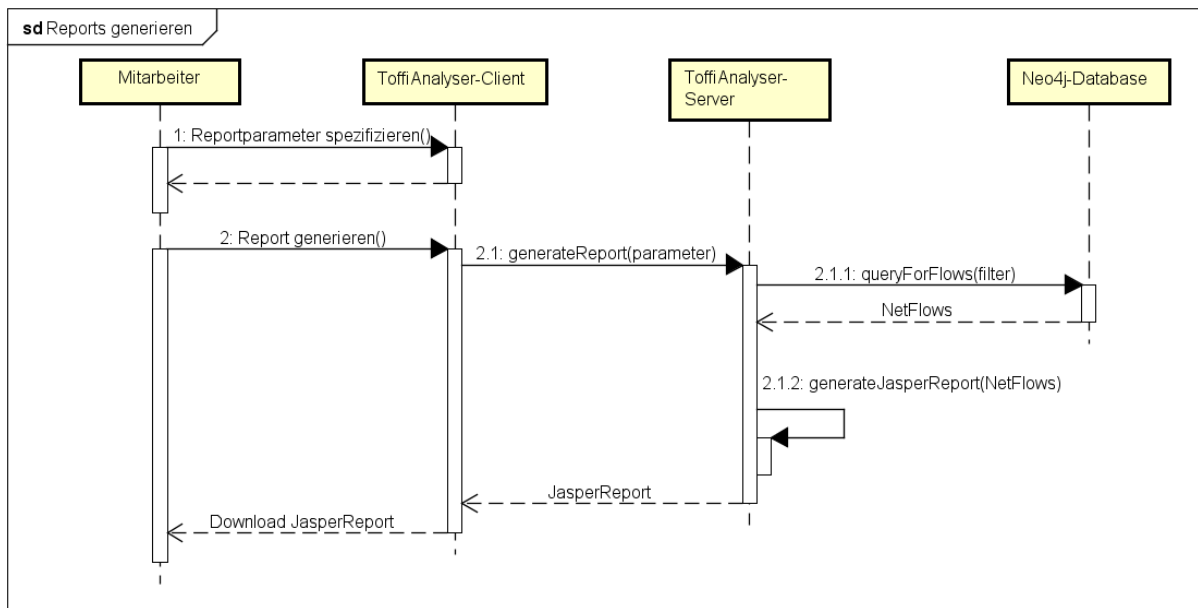 sd Reports generieren
Mitarbeiter
ToffiAnalyser-Client
ToffiAnalyser-
Server
Neo4j-Database
1: Reportparameter spezifizieren()
2: Report generieren()
2.1: generateReport(parameter)
2.1.1: queryForFlows(filter)
NetFlows
2.1.2: generateJasperReport(NetFlows)
JasperReport
Download JasperReport